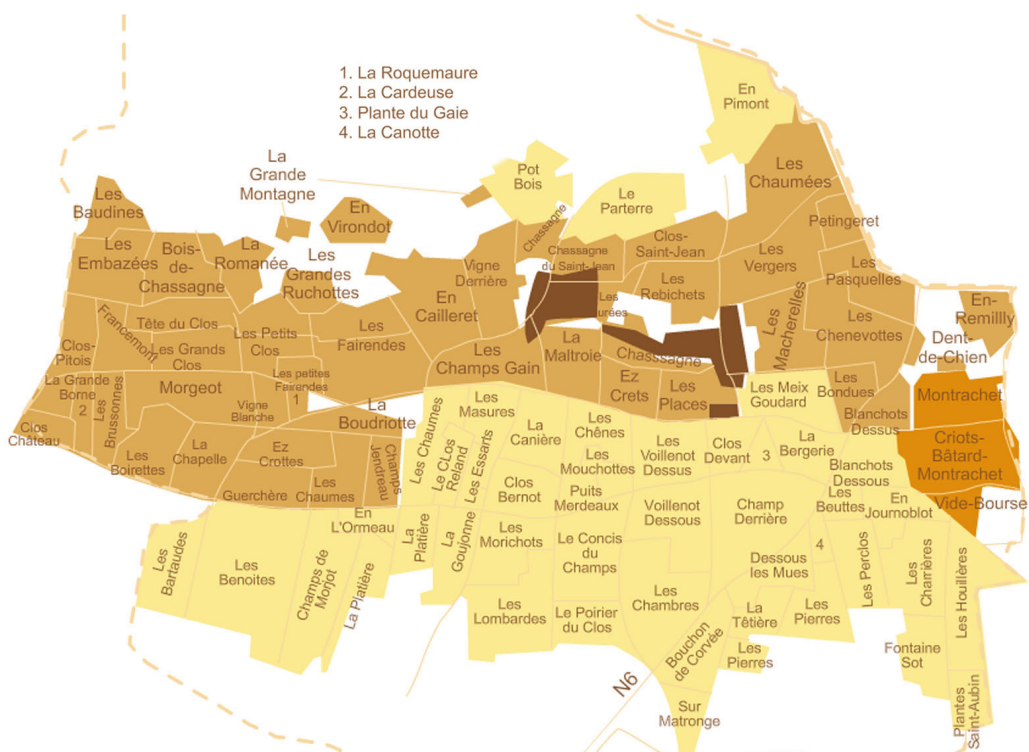 1. La Roquemaure
2. La Cardeuse
3. Plante du Gaie
4. La Canotte
En
Pimont
La
Grande
Montagne
Pot
Bois
Le
Parterre
Les
Chaumées
Les
Baudines
En
Virondot
Chassagne
Petingeret
Les
Embazées
Bois-
de-
Chassagne
La
Romanée
Les
Grandes
Ruchottes
Vigne
Derrière
Chassagne
du Saint-Jean
Clos-
Saint-Jean
Les
Vergers
Les
Pasquelles
En
Cailleret
Les
Rebichets
Les
Macherelles
Les
Chenevottes
En-
Remillly
Dent-
de-Chien
Francemont
Tête du Clos
Les Petits
Clos
Les
Fairendes
Les
urées
Clos-
Pitois
Les Grands
Clos
Les
Champs Gain
La
Maltroie
Chasssagne
La Grande
Borne
2
Les
Brussonnes
Morgeot
Les petites
Fairendes
1
Vigne
Blanche
La
Boudriotte
Ez
Crets
Les
Places
Les Meix
Goudard
Les
Bondues
Montrachet
Blanchots
Dessus
Clos
Château
Les
Boirettes
La
Chapelle
Ez
Crottes
Champs
Jendreau
Guerchère
Les
Chaumes
Les Chaumes
Les
Masures
Le CLos
Reland
Les Essarts
La
Canière
Les
Chênes
Les
Mouchottes
Les
Voillenot
Dessus
Clos
Devant
3
La
Bergerie
Criots-
Bâtard-
Montrachet
Blanchots
Dessous
Vide-Bourse
En
L'Ormeau
La
Platière
La
Goujonne
Clos
Bernot
Puits
Merdeaux
Voillenot
Dessous
Champ
Derrière
Les
Beuttes
En
Journoblot
Les
Bartaudes
Les
Benoites
Champs de
Morjot
La Platière
Les
Morichots
Le Concis
du
Champs
Dessous
les Mues
4
Les Perclos
Les
Charrières
Les Houillères
Les
Lombardes
Le Poirier
du Clos
Les
Chambres
Bouchon
de Corvée
La
Têtière
Les
Pierres
Les
Pierres
Fontaine
Sot
N6
Sur
Matronge
Plantes
Saint-Aubin